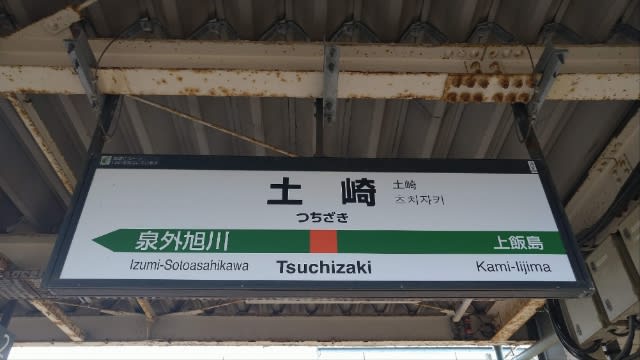 土崎
土崎
츠치자키
つちざき
泉外旭川
上飯島
Izumi-Sotoasahikawa
Tsuchizaki
Kami-Iijima